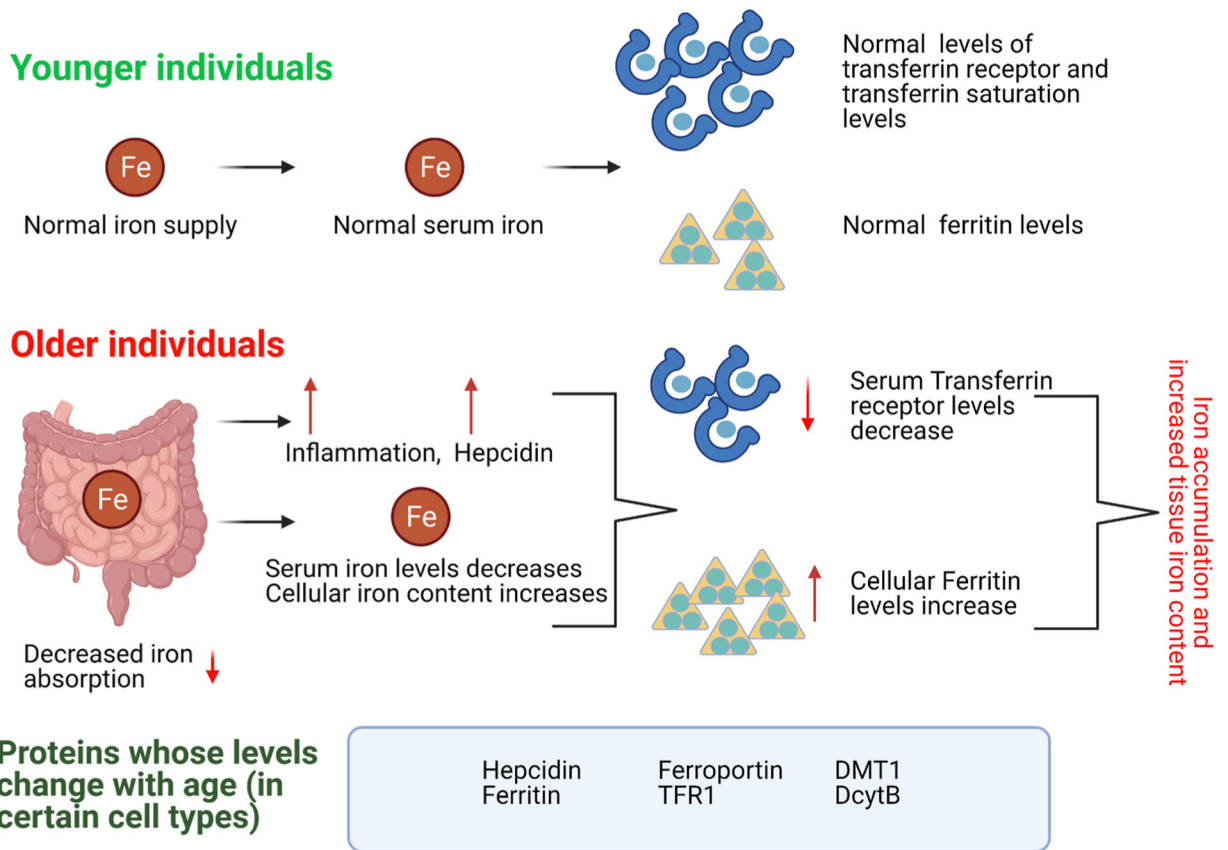 Younger individuals
Fe
Normal iron supply
Fe
Normal serum iron
Normal levels of
transferrin receptor and
transferrin saturation
levels
Normal ferritin levels
Older individuals
Fe
Decreased iron
absorption
Inflammation, Hepcidin
Fe
Serum iron levels decreases
Cellular iron content increases
Serum Transferrin
receptor levels
decrease
Cellular Ferritin
levels increase
Iron accumulation and
increased tissue iron content
Proteins whose levels
change with age (in
certain cell types)
Hepcidin Ferroportin DMT1
Ferritin TFR1 DcytB